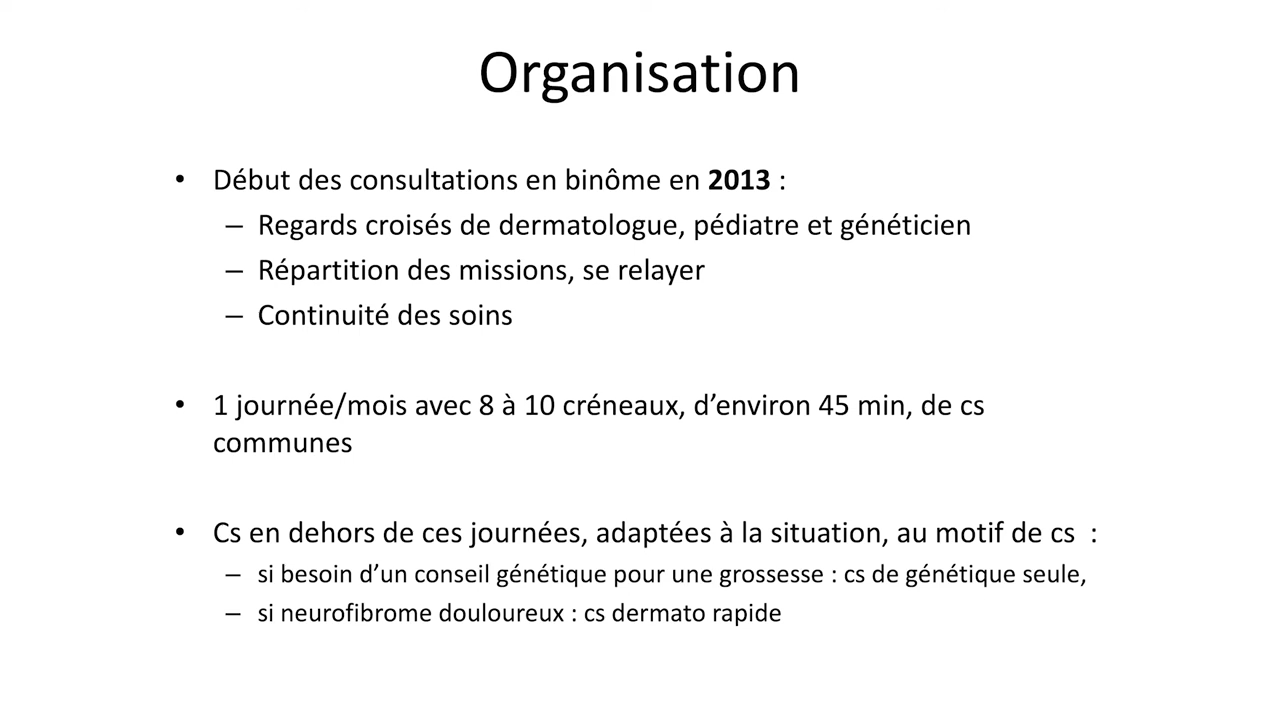 Organisation
• Début des consultations en binôme en 2013 :
– Regards croisés de dermatologue, pédiatre et généticien
– Répartition des missions, se relayer
– Continuité des soins
• 1 journée/mois avec 8 à 10 créneaux, d’environ 45 min, de cs
communes
• Cs en dehors de ces journées, adaptées à la situation, au motif de cs :
– si besoin d’un conseil génétique pour une grossesse : cs de génétique seule,
– si neurofibrome douloureux : cs dermato rapide